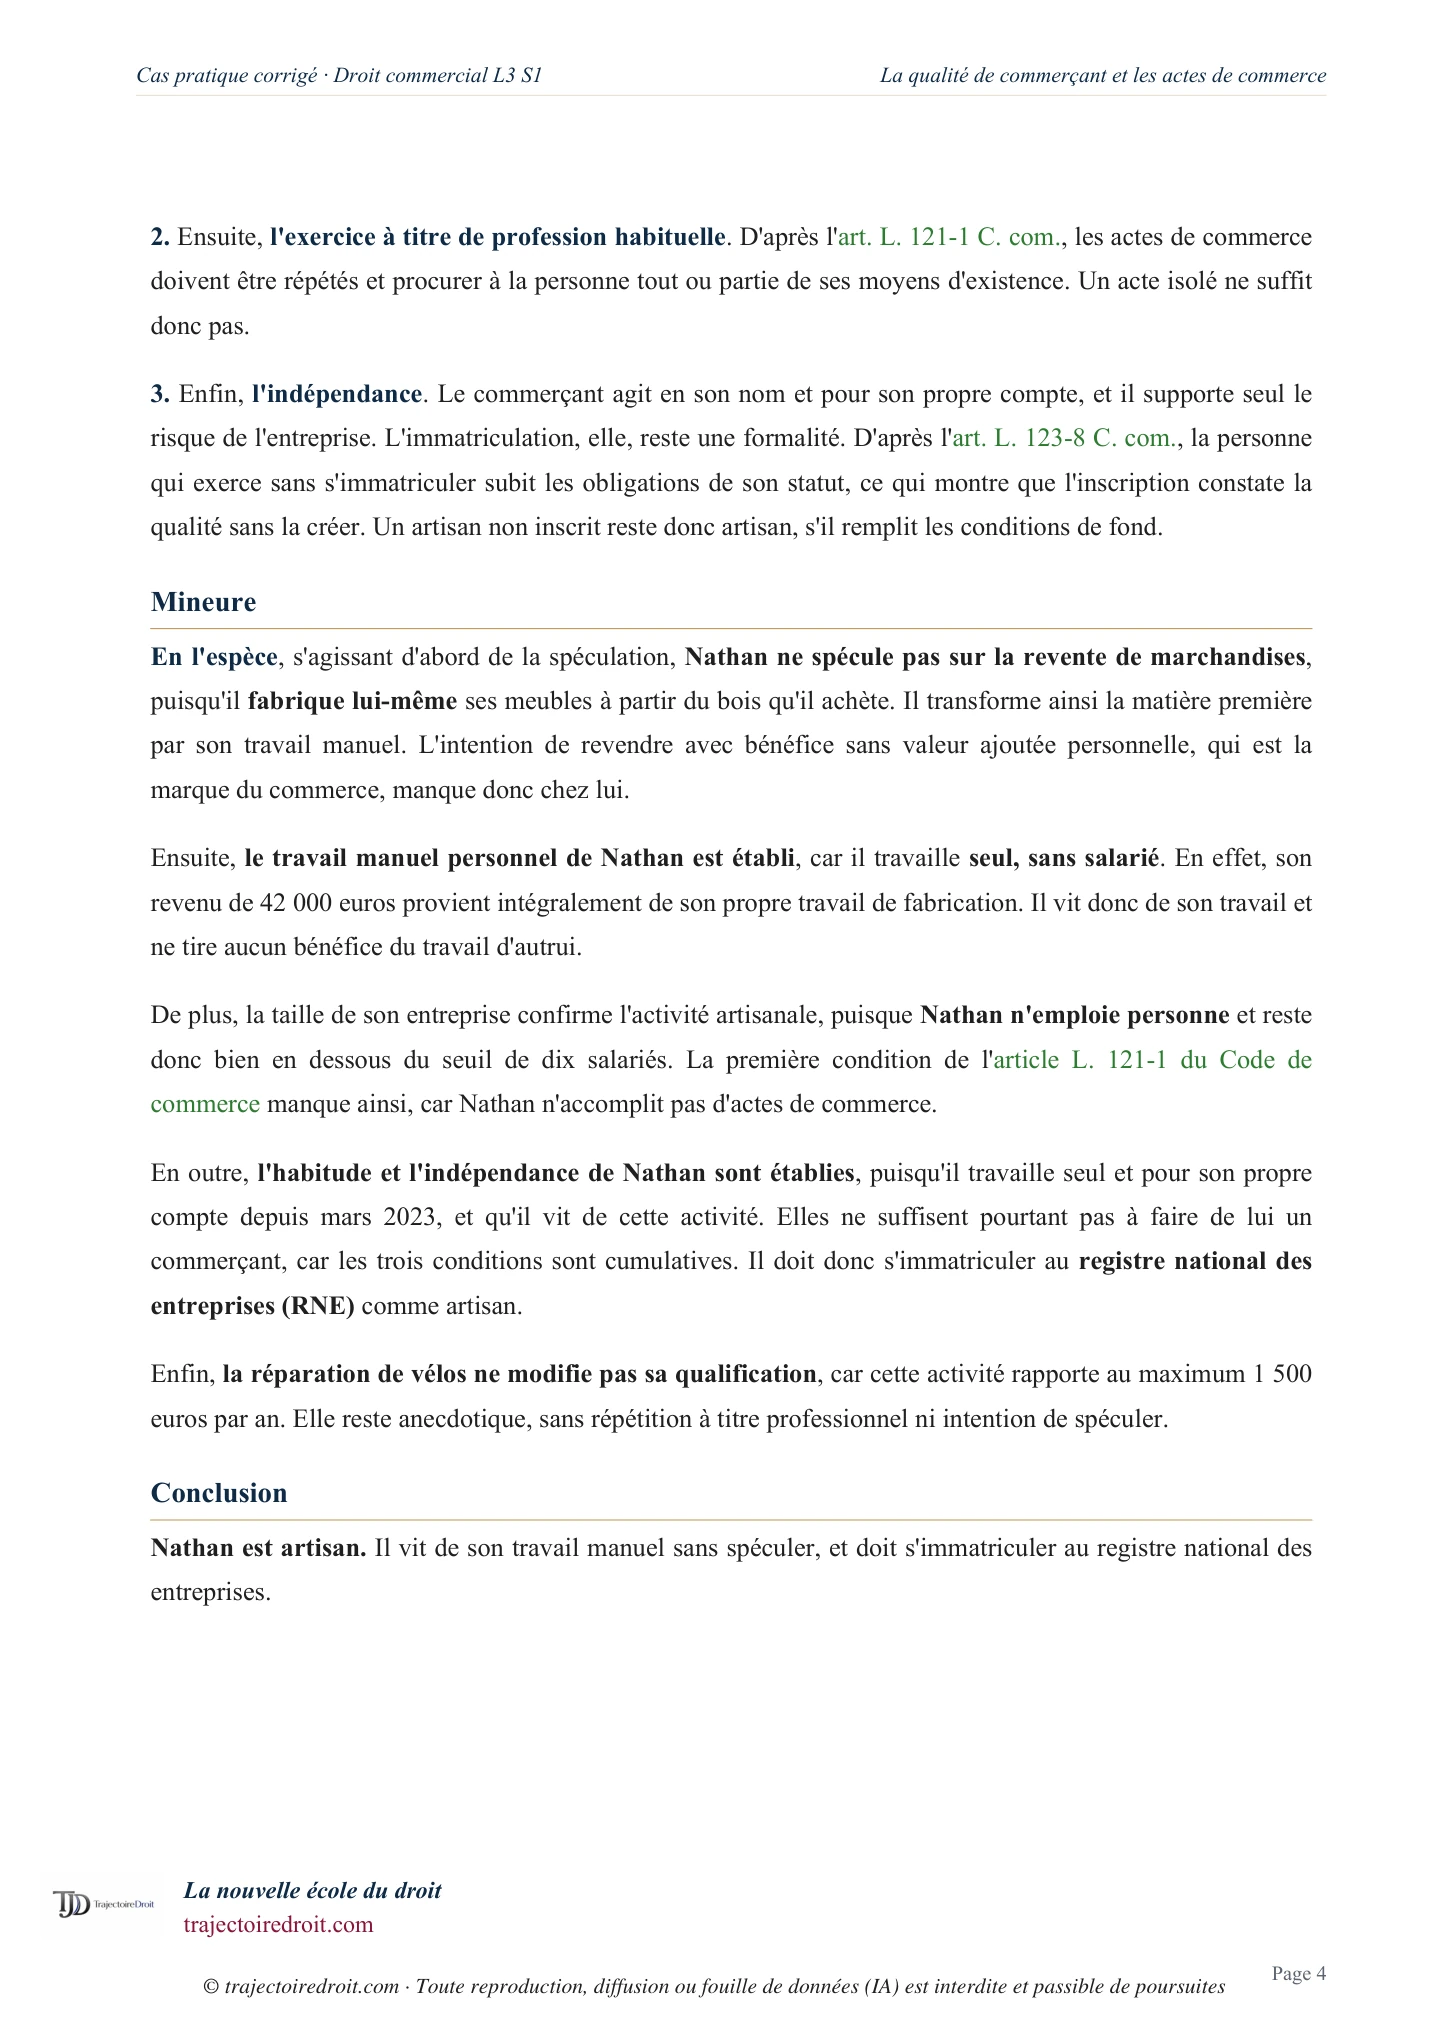 Cas pratique corrigé · Droit commercial L3 S1
La qualité de commerçant et les actes de commerce
2. Ensuite, l'exercice à titre de profession habituelle. D'après l'art. L. 121-1 C. com., les actes de commerce
doivent être répétés et procurer à la personne tout ou partie de ses moyens d'existence. Un acte isolé ne suffit
donc pas.
3. Enfin, l'indépendance. Le commerçant agit en son nom et pour son propre compte, et il supporte seul le
risque de l'entreprise. L'immatriculation, elle, reste une formalité. D'après l'art. L. 123-8 C. com., la personne
qui exerce sans s'immatriculer subit les obligations de son statut, ce qui montre que l'inscription constate la
qualité sans la créer. Un artisan non inscrit reste donc artisan, s'il remplit les conditions de fond.
Mineure
En l'espèce, s'agissant d'abord de la spéculation, Nathan ne spécule pas sur la revente de marchandises,
puisqu'il fabrique lui-même ses meubles à partir du bois qu'il achète. Il transforme ainsi la matière première
par son travail manuel. L'intention de revendre avec bénéfice sans valeur ajoutée personnelle, qui est la
marque du commerce, manque donc chez lui.
Ensuite, le travail manuel personnel de Nathan est établi, car il travaille seul, sans salarié. En effet, son
revenu de 42 000 euros provient intégralement de son propre travail de fabrication. Il vit donc de son travail et
ne tire aucun bénéfice du travail d'autrui.
De plus, la taille de son entreprise confirme l'activité artisanale, puisque Nathan n'emploie personne et reste
donc bien en dessous du seuil de dix salariés. La première condition de l'article L. 121-1 du Code de
commerce manque ainsi, car Nathan n'accomplit pas d'actes de commerce.
En outre, l'habitude et l'indépendance de Nathan sont établies, puisqu'il travaille seul et pour son propre
compte depuis mars 2023, et qu'il vit de cette activité. Elles ne suffisent pourtant pas à faire de lui un
commerçant, car les trois conditions sont cumulatives. Il doit donc s'immatriculer au registre national des
entreprises (RNE) comme artisan.
Enfin, la réparation de vélos ne modifie pas sa qualification, car cette activité rapporte au maximum 1 500
euros par an. Elle reste anecdotique, sans répétition à titre professionnel ni intention de spéculer.
Conclusion
Nathan est artisan. Il vit de son travail manuel sans spéculer, et doit s'immatriculer au registre national des
entreprises.
TJD TrajectoireDroit
La nouvelle école du droit
trajectoiredroit.com
© trajectoiredroit.com · Toute reproduction, diffusion ou fouille de données (IA) est interdite et passible de poursuites
Page 4